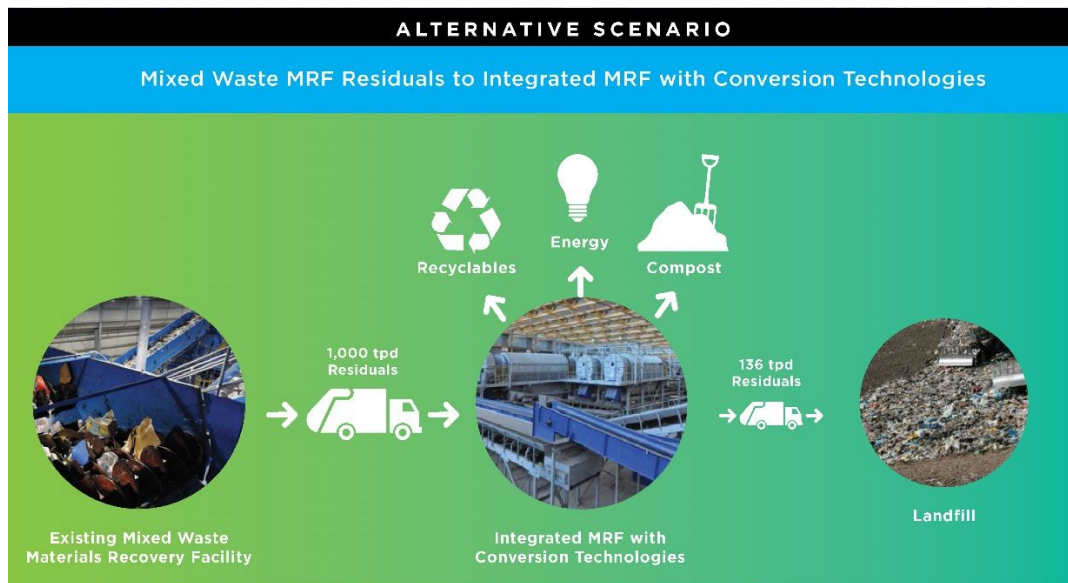 ALTERNATIVE SCENARIO
Mixed Waste MRF Residuals to Integrated MRF with Conversion Technologies
Recyclables
Energy
Compost
1,000 tpd
Residuals
136 tpd
Residuals
Existing Mixed Waste
Materials Recovery Facility
Integrated MRF with
Conversion Technologies
Landfill